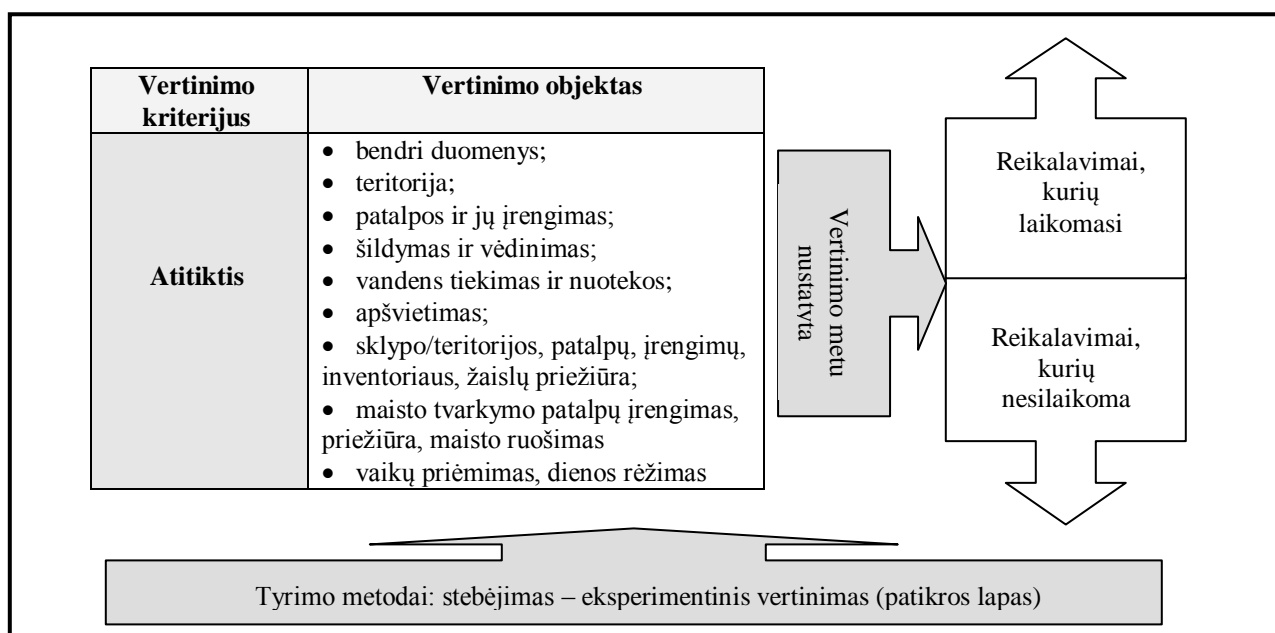 Vertinimo
kriterijus
Vertinimo objektas
Atitiktis
• bendri duomenys;
• teritorija;
• patalpos ir jų įrengimas;
• šildymas ir vėdinimas;
• vandens tiekimas ir nuotekos;
• apšvietimas;
• sklypo/teritorijos, patalpų, įrengimų,
inventoriaus, žaislų priežiūra;
• maisto tvarkymo patalpų įrengimas,
priežiūra, maisto ruošimas
• vaikų priėmimas, dienos rėžimas
Vertinimo metu
nustatyta
Reikalavimai,
kurių
laikomasi
Reikalavimai,
kurių
nesilaikoma
Tyrimo metodai: stebėjimas – eksperimentinis vertinimas (patikros lapas)